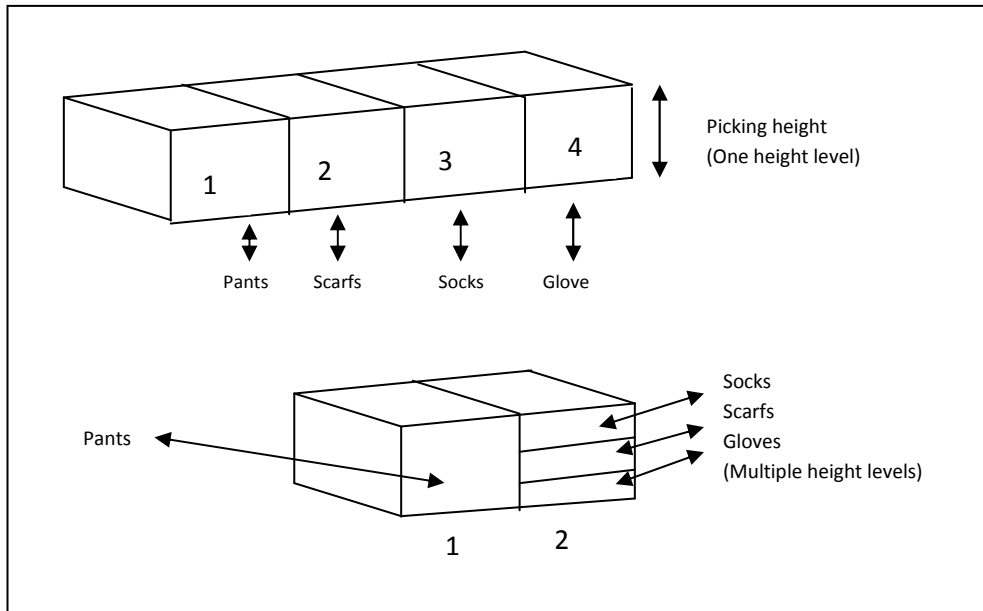 Picking height
(One height level)
1
2
3
4
Pants
Scarfs
Socks
Glove
Pants
Socks
Scarfs
Gloves
(Multiple height levels)
1
2